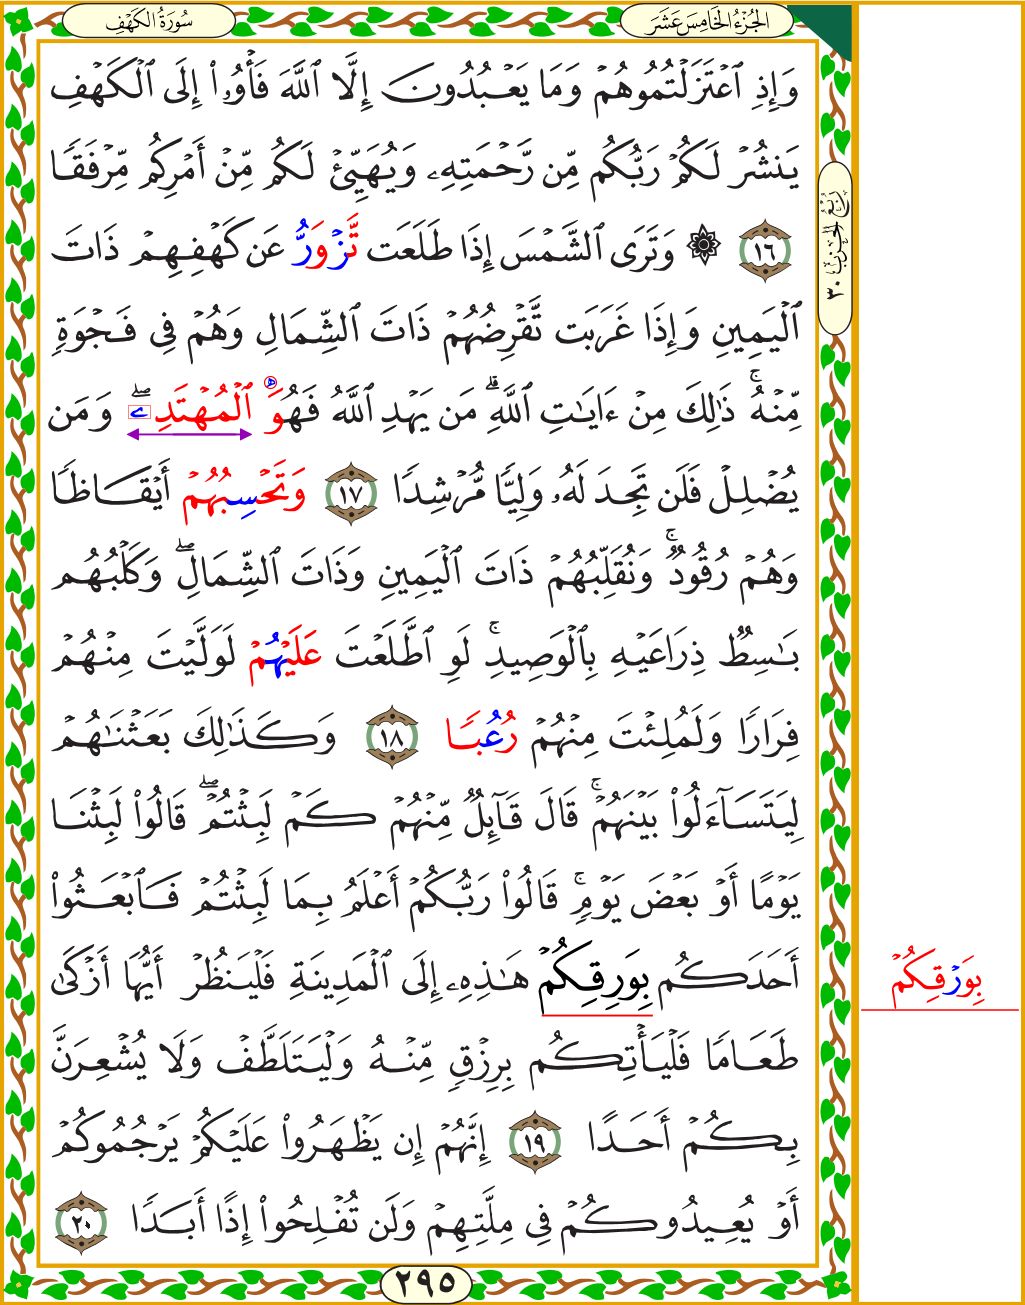 سُورَةُ الكَهْفِ
الجُزْءُ الخَامِسَ عَشَرَ
وَإِذِ ٱعۡتَزَلۡتُمُوهُمۡ وَمَا يَعۡبُدُونَ إِلَّا ٱللَّهَ فَأۡوُۥٓاْ إِلَى ٱلۡكَهۡفِ
يَنشُرۡ لَكُمۡ رَبُّكُم مِّن رَّحۡمَتِهِۦ وَيُهَيِّئۡ لَكُم مِّنۡ أَمۡرِكُم مِّرۡفَقٗا
١٦ ۞ وَتَرَى ٱلشَّمۡسَ إِذَا طَلَعَت تَّزۡوَرُّ عَن كَهۡفِهِمۡ ذَاتَ
ٱلۡيَمِينِ وَإِذَا غَرَبَت تَّقۡرِضُهُمۡ ذَاتَ ٱلشِّمَالِ وَهُمۡ فِي فَجۡوَةٖ
مِّنۡهُۚ ذَٰلِكَ مِنۡ ءَايَٰتِ ٱللَّهِۗ مَن يَهۡدِ ٱللَّهُ فَهُوَ ٱلۡمُهۡتَدِۦۖ وَمَن
يُضۡلِلۡ فَلَن تَجِدَ لَهُۥ وَلِيّٗا مُّرۡشِدٗا ١٧ وَتَحۡسِبُهُمۡ أَيۡقَاظٗا
وَهُمۡ رُقُودٞۚ وَنُقَلِّبُهُمۡ ذَاتَ ٱلۡيَمِينِ وَذَاتَ ٱلشِّمَالِۖ وَكَلۡبُهُم
بَٰسِطٞ ذِرَاعَيۡهِ بِٱلۡوَصِيدِۚ لَوِ ٱطَّلَعۡتَ عَلَيۡهُمۡ لَوَلَّيۡتَ مِنۡهُمۡ
فِرَارٗا وَلَمُلِئۡتَ مِنۡهُمۡ رُعُبٗا ١٨ وَكَذَٰلِكَ بَعَثۡنَٰهُمۡ
لِيَتَسَآءَلُواْ بَيۡنَهُمۡۚ قَالَ قَآئِلٞ مِّنۡهُمۡ كَمۡ لَبِثۡتُمۡۖ قَالُواْ لَبِثۡنَا
يَوۡمًا أَوۡ بَعۡضَ يَوۡمٖۚ قَالُواْ رَبُّكُمۡ أَعۡلَمُ بِمَا لَبِثۡتُمۡ فَٱبۡعَثُوٓاْ
أَحَدَكُم بِوَرِقِكُمۡ هَٰذِهِۦٓ إِلَى ٱلۡمَدِينَةِ فَلۡيَنظُرۡ أَيُّهَآ أَزۡكَىٰ
بِوَرۡقِكُمۡ
طَعَامٗا فَلۡيَأۡتِكُم بِرِزۡقٖ مِّنۡهُ وَلۡيَتَلَطَّفۡ وَلَا يُشۡعِرَنَّ
بِكُمۡ أَحَدًا ١٩ إِنَّهُمۡ إِن يَظۡهَرُواْ عَلَيۡكُمۡ يَرۡجُمُوكُمۡ
أَوۡ يُعِيدُوكُمۡ فِي مِلَّتِهِمۡ وَلَن تُفۡلِحُوٓاْ إِذًا أَبَدٗا ٢٠
رُبْعُ الحِزْبِ ٣٠
٢٩٥